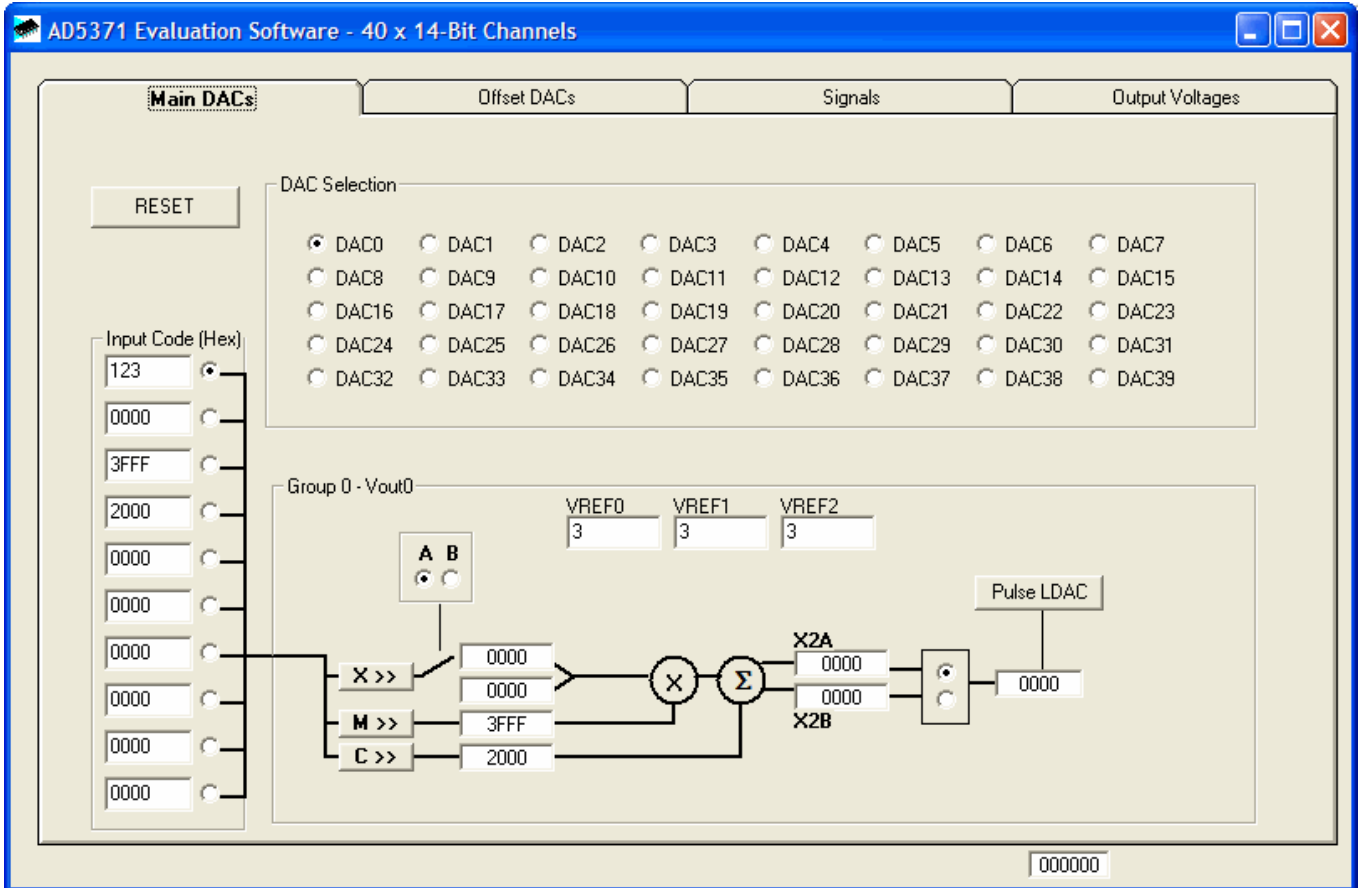 AD5371 Evaluation Software - 40 x 14-Bit Channels
Main DACs Offset DACs Signals Output Voltages
RESET
DAC Selection
DAC0 DAC1 DAC2 DAC3 DAC4 DAC5 DAC6 DAC7
DAC8 DAC9 DAC10 DAC11 DAC12 DAC13 DAC14 DAC15
DAC16 DAC17 DAC18 DAC19 DAC20 DAC21 DAC22 DAC23
DAC24 DAC25 DAC26 DAC27 DAC28 DAC29 DAC30 DAC31
DAC32 DAC33 DAC34 DAC35 DAC36 DAC37 DAC38 DAC39
Input Code (Hex)
123
0000
3FFF
2000
0000
0000
0000
0000
0000
0000
Group 0 - Vout0
VREF0 VREF1 VREF2
3 3 3
A B
Pulse LDAC
X >>
0000
0000
M >>
3FFF
C >>
2000
X
Σ
X2A
0000
0000
X2B
0000
000000